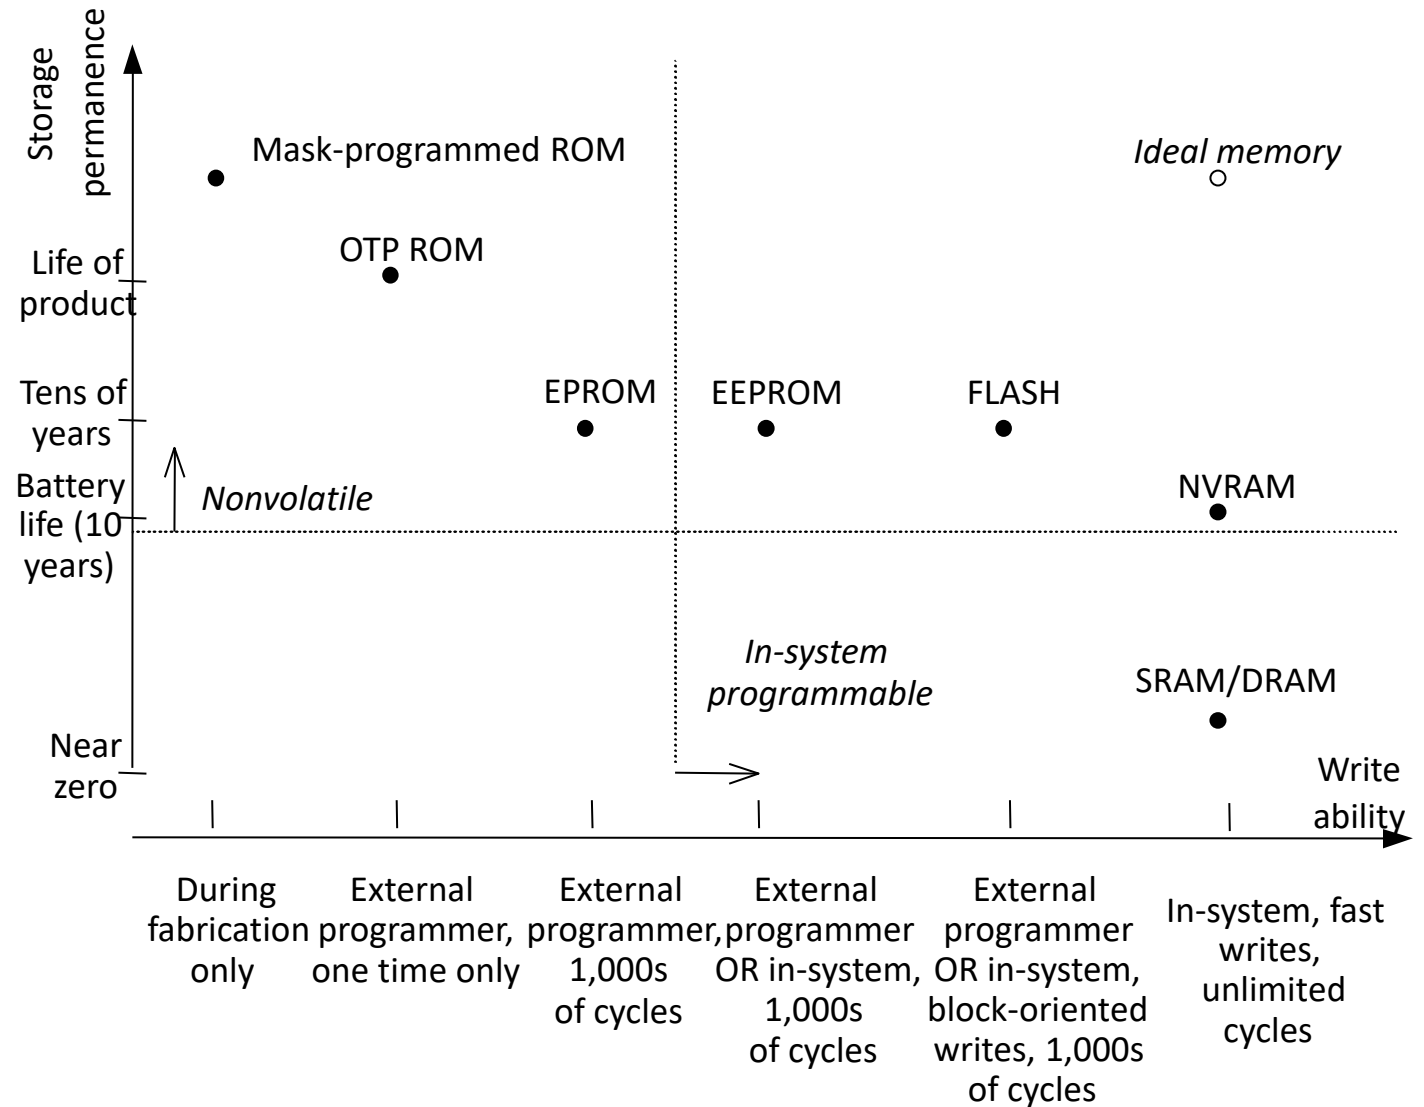 Storage
permanence
Mask-programmed ROM
Ideal memory
OTP ROM
Life of
product
Tens of
years
EPROM
EEPROM
FLASH
Battery
life (10
years)
Nonvolatile
NVRAM
In-system
programmable
SRAM/DRAM
Near
zero
Write
ability
During
fabrication
only
External
programmer,
one time only
External
programmer,
1,000s
of cycles
External
programmer
OR in-system,
1,000s
of cycles
External
programmer
OR in-system,
block-oriented
writes, 1,000s
of cycles
In-system, fast
writes,
unlimited
cycles